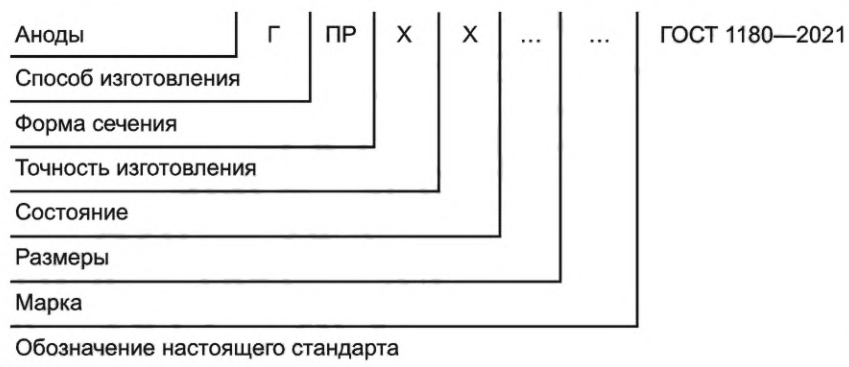 Аноды Г ПР Х Х ... ... ГОСТ 1180—2021
Способ изготовления
Форма сечения
Точность изготовления
Состояние
Размеры
Марка
Обозначение настоящего стандарта